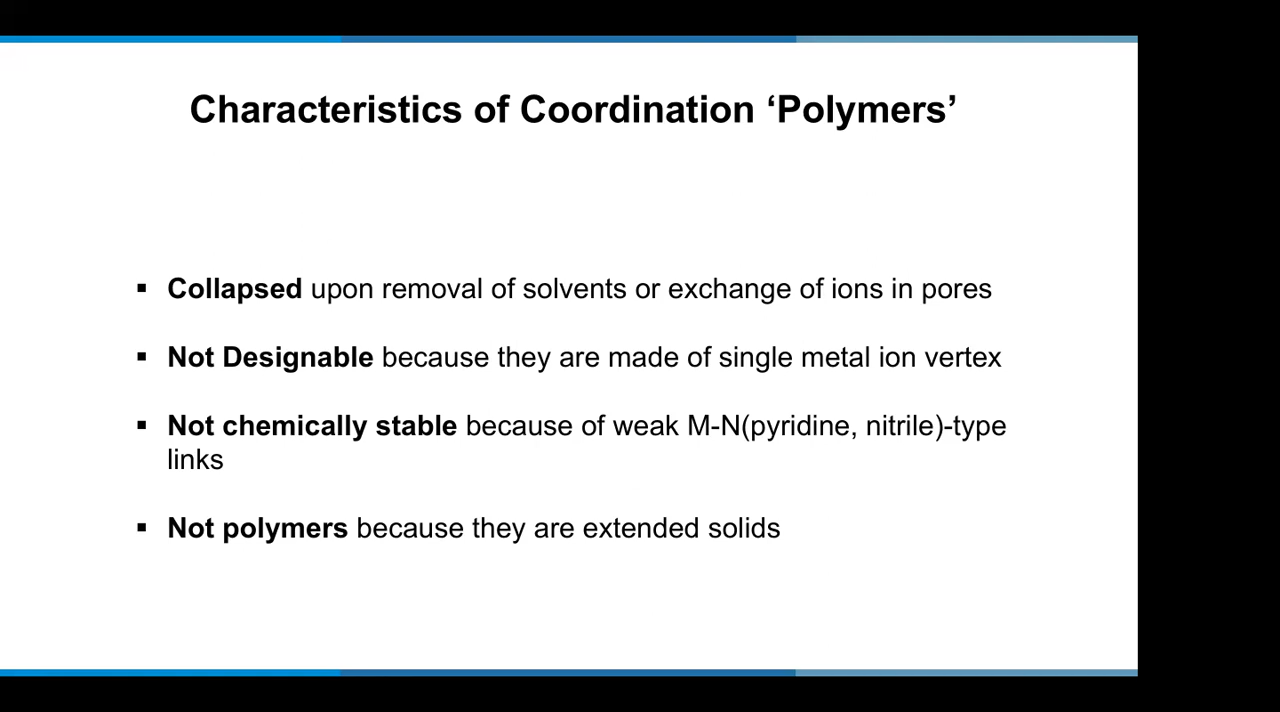 Characteristics of Coordination ‘Polymers’
▪ Collapsed upon removal of solvents or exchange of ions in pores
▪ Not Designable because they are made of single metal ion vertex
▪ Not chemically stable because of weak M-N(pyridine, nitrile)-type
links
▪ Not polymers because they are extended solids